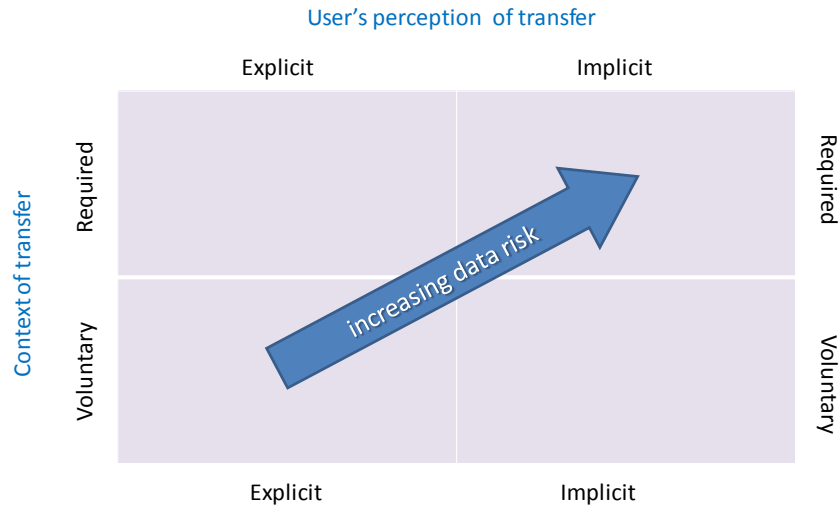 User's perception of transfer
Explicit Implicit
Context of transfer
Required
Voluntary
increasing data risk
Required
Voluntary
Explicit Implicit